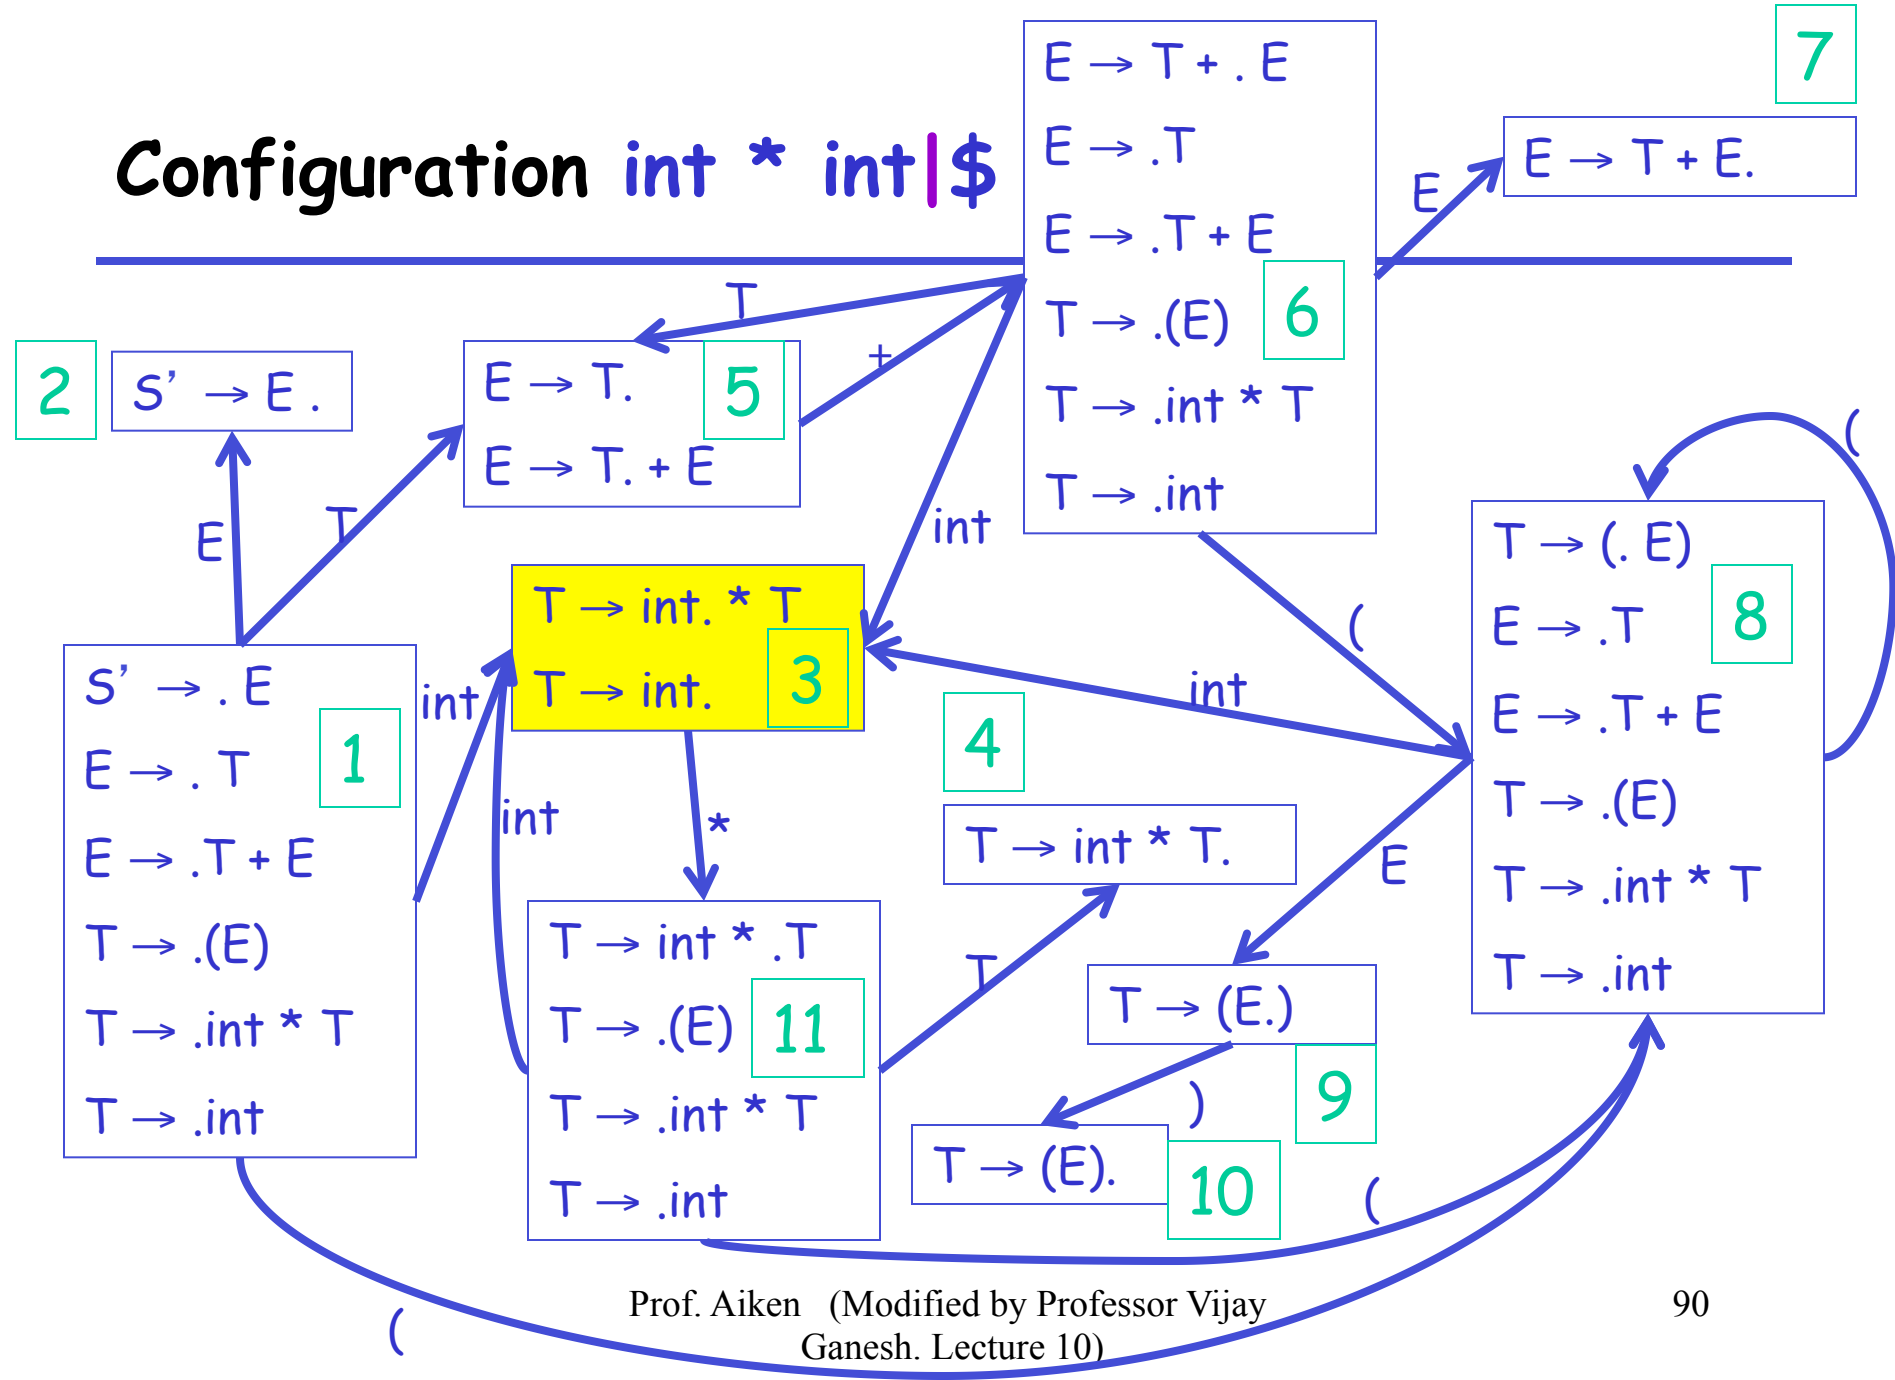 Configuration int * int|$
E → T + . E
E → .T
E → .T + E
T → .(E)
T → .int * T
T → .int
6
7
E → T + E.
E
2
S’ → E .
E → T.
E → T. + E
5
T
+
E
T
int
T → int. * T
T → int.
3
int
S’ → . E
E → . T
E → .T + E
T → .(E)
T → .int * T
T → .int
1
int
*
T → int * .T
T → .(E)
T → .int * T
T → .int
11
4
T → int * T.
T
int
(
(
T → (. E)
E → .T
E → .T + E
T → .(E)
T → .int * T
T → .int
8
E
T → (E.)
9
)
T → (E).
10
(
(
Prof. Aiken (Modified by Professor Vijay
Ganesh. Lecture 10)
90